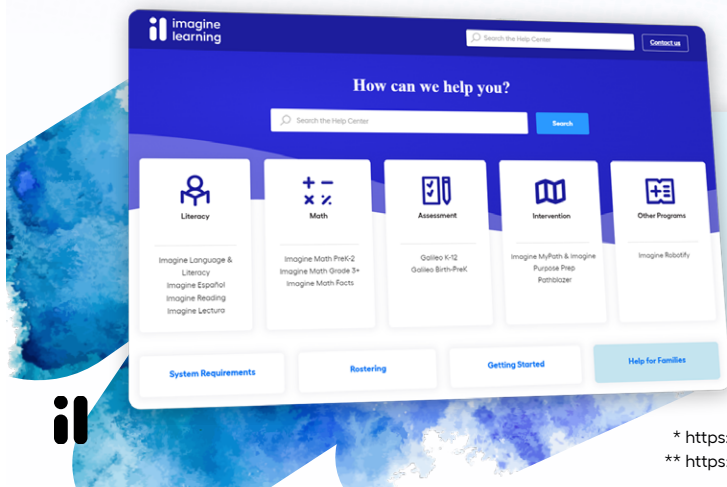 imagine
learning
Search the Help Center
Contact us
How can we help you?
Search the Help Center
Search
Literacy
Imagine Language &
Literacy
Imagine Español
Imagine Reading
Imagine Lectura
Math
Imagine Math PreK-2
Imagine Math Grade 3+
Imagine Math Facts
Assessment
Galileo K-12
Galileo Birth-PreK
Intervention
Imagine MyPath & Imagine
Purpose Prep
Pathblazer
Other Programs
Imagine Robotify
System Requirements
Rostering
Getting Started
Help for Families
il
* https:
** https: